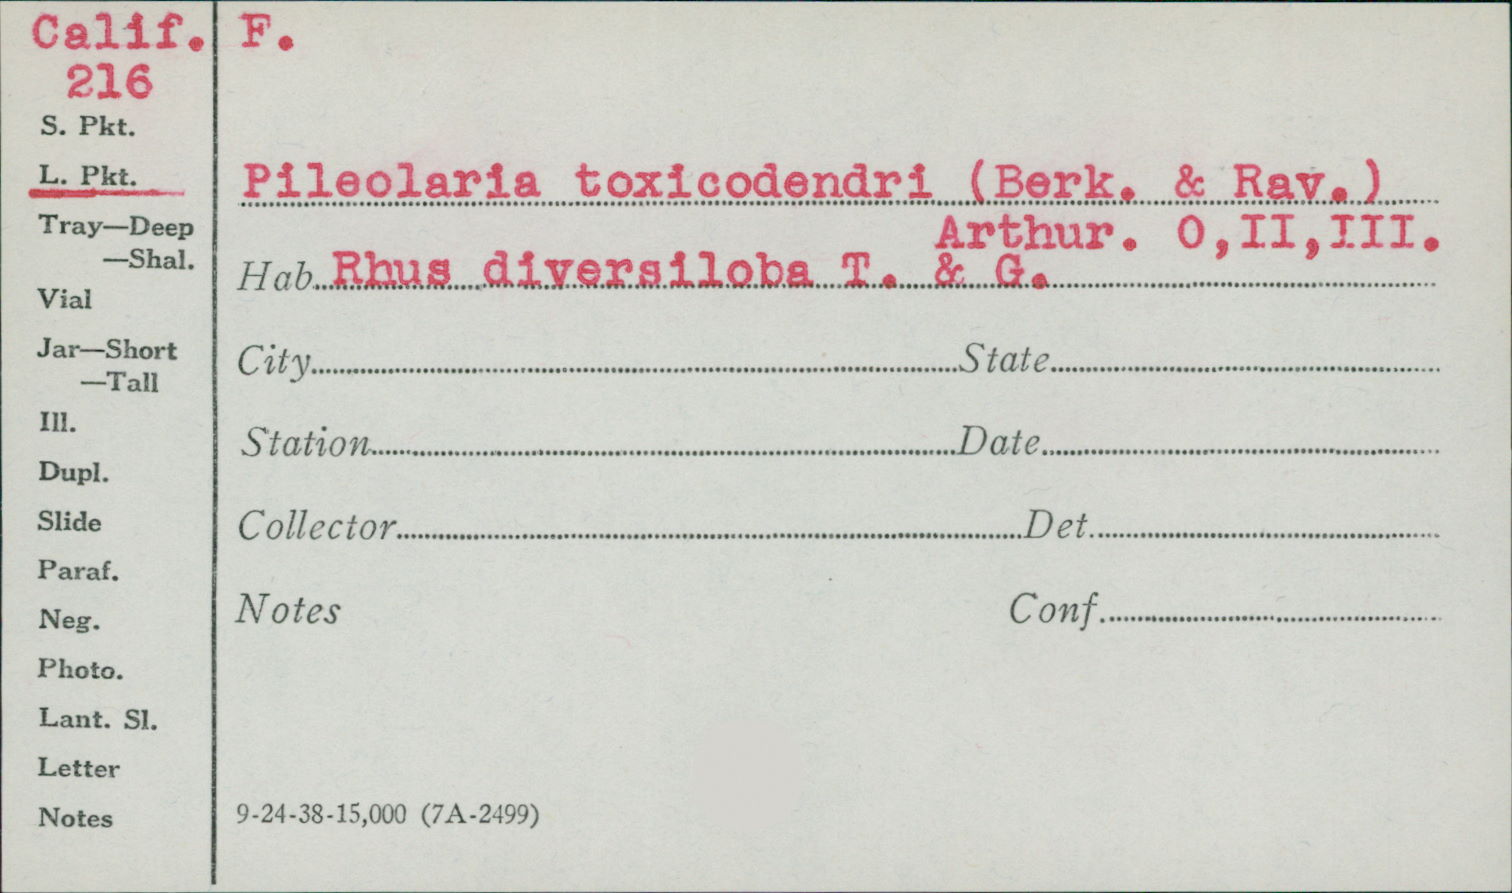 Calif. F.
216
S. Pkt.
L. Pkt.
Pileolaria toxicodendri (Berk. & Rav.)
Arthur. O,II,III.
Tray—Deep
—Shal.
Hab. Rhus diversiloba T. & G.
Vial
Jar—Short
—Tall
City State
Ill.
Station Date
Dupl.
Slide
Collector Det.
Paraf.
Neg.
Notes Conf.
Photo.
Lant. Sl.
Letter
Notes
9-24-38-15,000 (7A-2499)